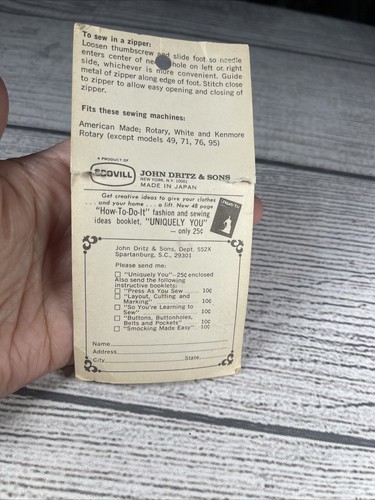 To sew in a zipper:
Loosen thumbscrew and slide foot so needle
enters center of needle hole on left or right
side, whichever is more convenient. Guide
metal of zipper along edge of foot. Stitch close
to zipper to allow easy opening and closing of
zipper.
Fits these sewing machines:
American Made; Rotary, White and Kenmore
Rotary (except models 49, 71, 76, 95)
A PRODUCT OF
SCOVILL
JOHN DRITZ & SONS
NEW YORK, N.Y. 10001
MADE IN JAPAN
Get creative ideas to give your clothes
. . . and your home . . . a lift. New 48 page
"How-To-Do-It" fashion and sewing
ideas booklet, "UNIQUELY YOU"
— only 25¢
John Dritz & Sons, Dept. 552X
Spartanburg, S.C., 29301
Please send me:
"Uniquely You"—25¢ enclosed
Also send the following
instructive booklets:
"Press As You Sew ..... 10¢
"Layout, Cutting and
Marking" ..... 10¢
"So You're Learning to
Sew" ..... 10¢
"Buttons, Buttonholes,
Belts and Pockets" ..... 10¢
"Smocking Made Easy" .. 10¢
Name
Address
City State